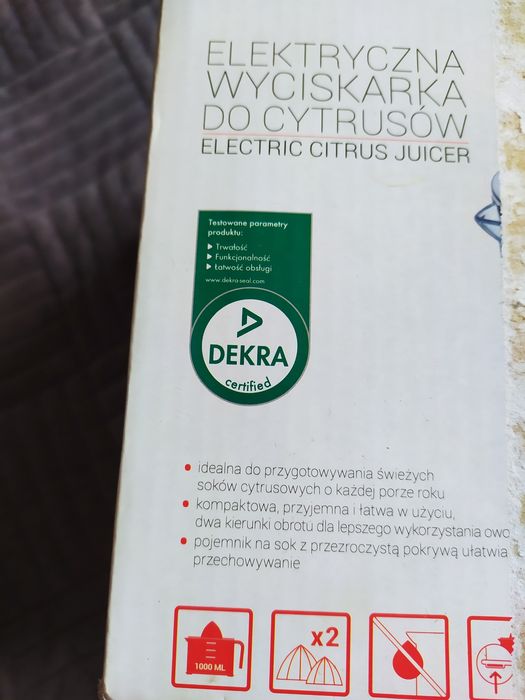 ELEKTRYCZNA
WYCISKARKA
DO CYTRUSÓW
ELECTRIC CITRUS JUICER
Testowane parametry
produktu:
Trwałość
Funkcjonalność
Łatwość obsługi
www.dekra-seal.com
DEKRA
certified
• idealna do przygotowywania świeżych
soków cytrusowych o każdej porze roku
• kompaktowa, przyjemna i łatwa w użyciu,
dwa kierunki obrotu dla lepszego wykorzystania owo
• pojemnik na sok z przezroczystą pokrywą ułatwia
przechowywanie
1000 ML
x2